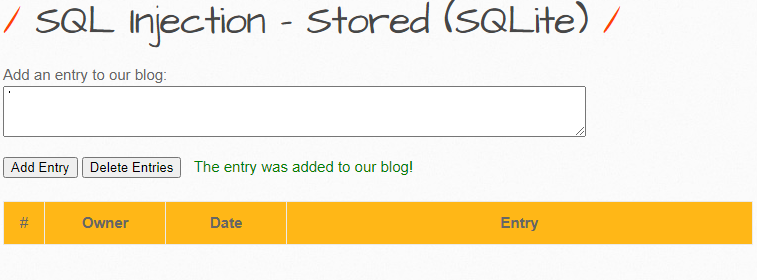 / SQL Injection - Stored (SQLite) /
Add an entry to our blog:
'
Add Entry Delete Entries The entry was added to our blog!
# Owner Date Entry